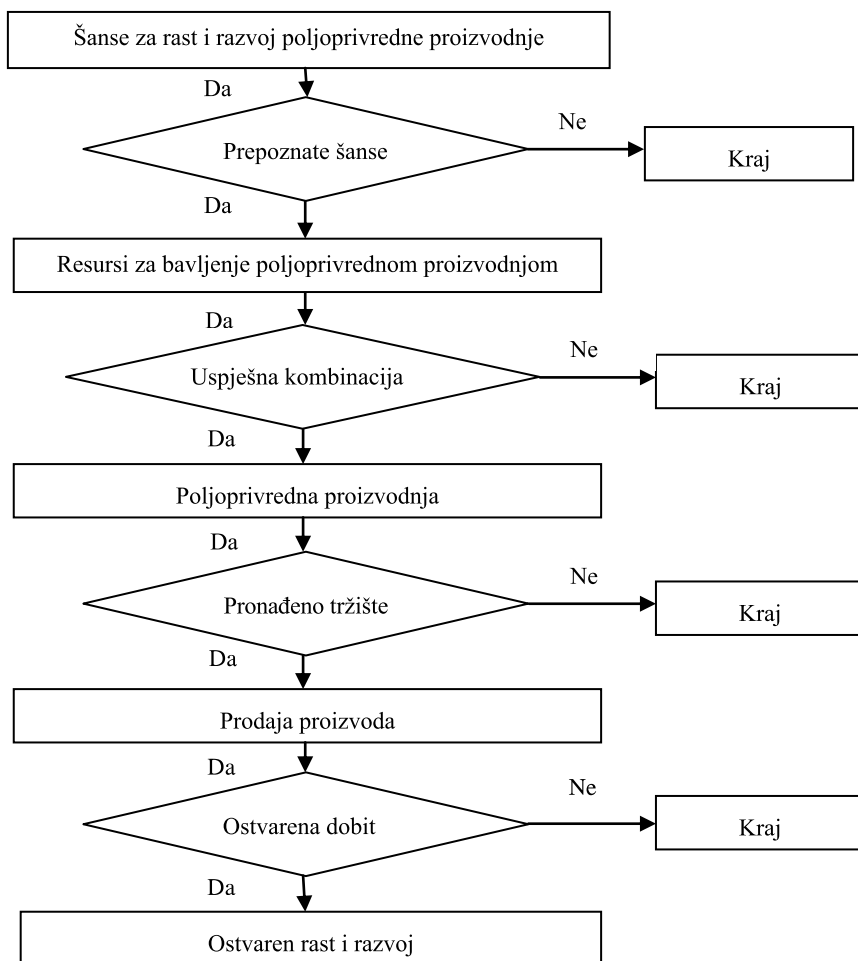 Šanse za rast i razvoj poljoprivredne proizvodnje
Da
Prepoznate šanse
Ne
Kraj
Da
Resursi za bavljenje poljoprivrednom proizvodnjom
Da
Uspješna kombinacija
Ne
Kraj
Da
Poljoprivredna proizvodnja
Da
Pronađeno tržište
Ne
Kraj
Da
Prodaja proizvoda
Da
Ostvarena dobit
Ne
Kraj
Da
Ostvaren rast i razvoj